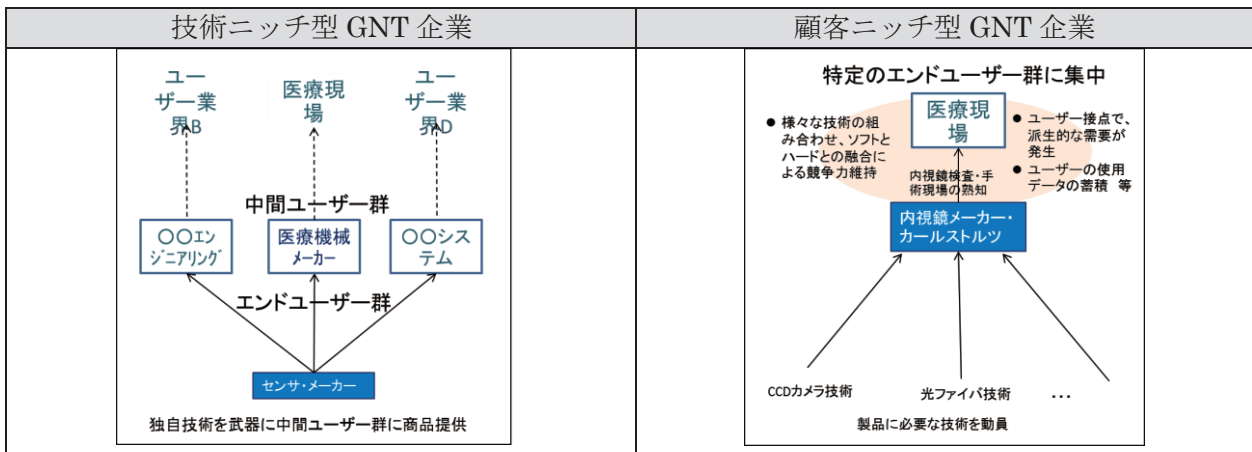 技術ニッチ型 GNT 企業
ユー
ザー業
界B
医療現
場
ユー
ザー業
界D
中間ユーザー群
〇〇エン
ジニアリング
医療機械
メーカー
〇〇シス
テム
エンドユーザー群
センサ・メーカー
独自技術を武器に中間ユーザー群に商品提供
顧客ニッチ型 GNT 企業
特定のエンドユーザー群に集中
● 様々な技術の組
み合わせ、ソフトと
ハードとの融合に
よる競争力維持
医療現
場
● ユーザー接点で、
派生的な需要が
発生
● ユーザーの使用
データの蓄積 等
内視鏡検査・手
術現場の熟知
内視鏡メーカー・
カールストルツ
CCDカメラ技術
光ファイバ技術
...
製品に必要な技術を動員